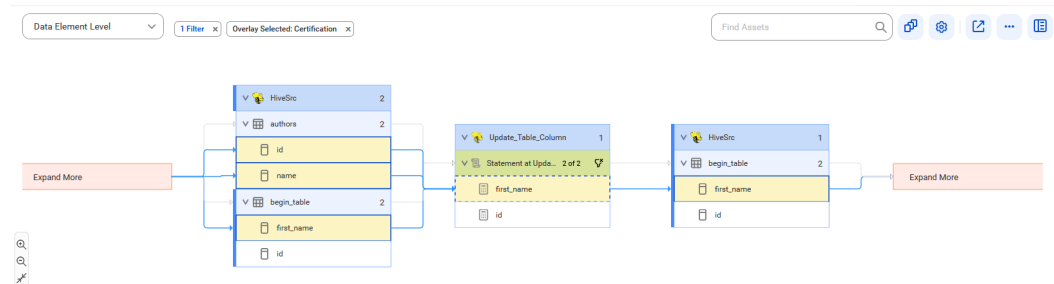 Data Element Level
1 Filter x
Overlay Selected: Certification x
Find Assets
HiveSrc 2
authors 2
id
name
begin_table 2
first_name
id
Expand More
Update_Table_Column 1
Statement at Upda... 2 of 2
first_name
id
HiveSrc 1
begin_table 2
first_name
id
Expand More